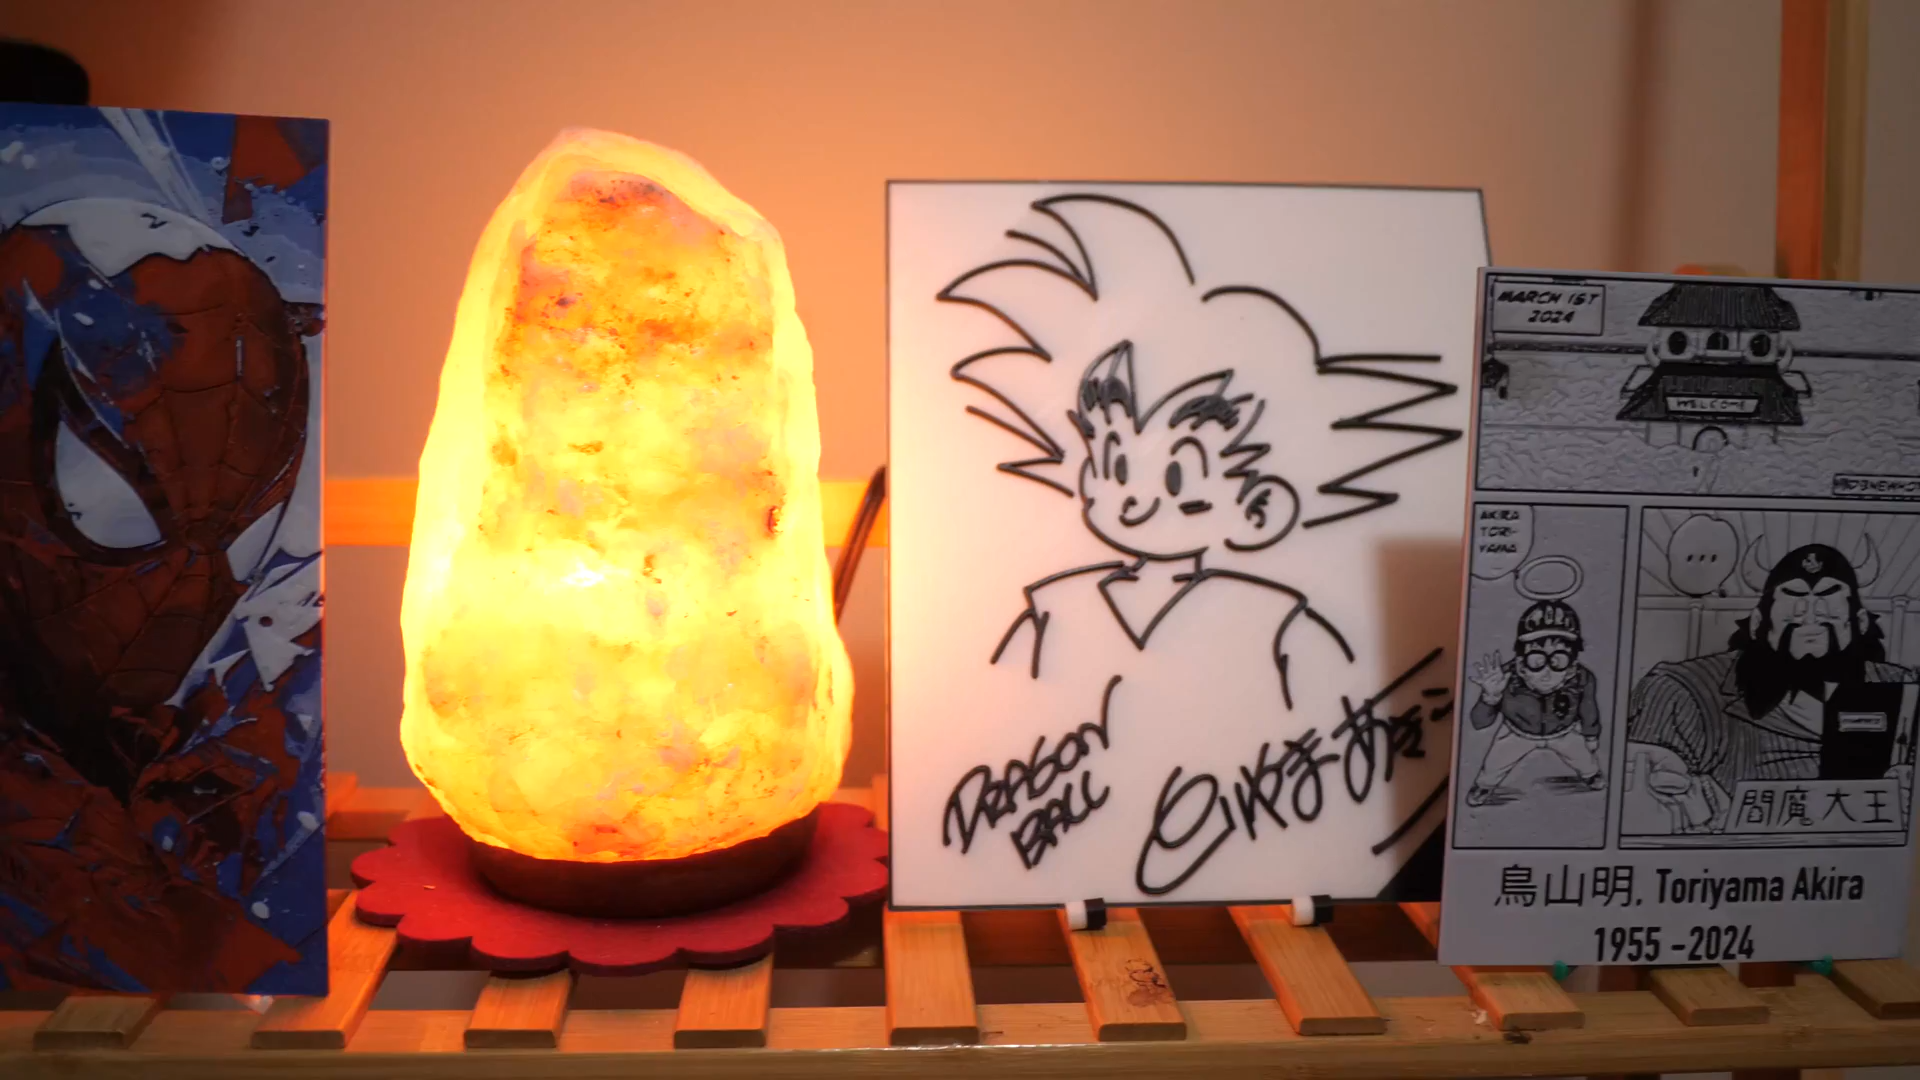 DRAGON
BALL
とりやまあきら
MARCH 1ST
2024
WELCOME
AKIRA
TORI-
YAMA
TORI
...
閻魔大王
鳥山明, Toriyama Akira
1955 -2024